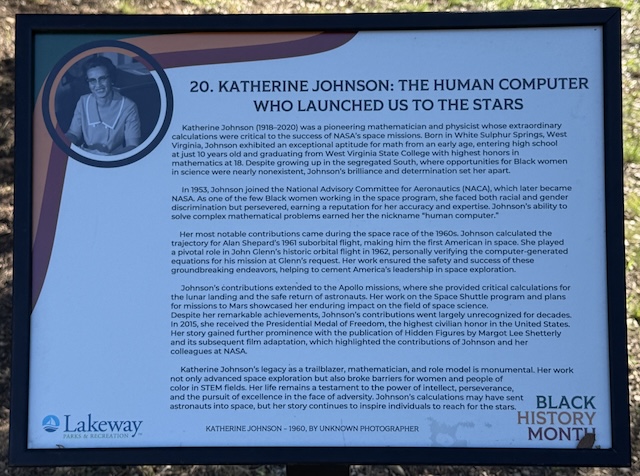 20. KATHERINE JOHNSON: THE HUMAN COMPUTER
WHO LAUNCHED US TO THE STARS
Katherine Johnson (1918–2020) was a pioneering mathematician and physicist whose extraordinary
calculations were critical to the success of NASA's space missions. Born in White Sulphur Springs, West
Virginia, Johnson exhibited an exceptional aptitude for math from an early age, entering high school
at just 10 years old and graduating from West Virginia State College with highest honors in
mathematics at 18. Despite growing up in the segregated South, where opportunities for Black women
in science were nearly nonexistent, Johnson's brilliance and determination set her apart.
In 1953, Johnson joined the National Advisory Committee for Aeronautics (NACA), which later became
NASA. As one of the few Black women working in the space program, she faced both racial and gender
discrimination but persevered, earning a reputation for her accuracy and expertise. Johnson's ability to
solve complex mathematical problems earned her the nickname "human computer."
Her most notable contributions came during the space race of the 1960s. Johnson calculated the
trajectory for Alan Shepard's 1961 suborbital flight, making him the first American in space. She played
a pivotal role in John Glenn's historic orbital flight in 1962, personally verifying the computer-generated
equations for his mission at Glenn's request. Her work ensured the safety and success of these
groundbreaking endeavors, helping to cement America's leadership in space exploration.
Johnson's contributions extended to the Apollo missions, where she provided critical calculations for
the lunar landing and the safe return of astronauts. Her work on the Space Shuttle program and plans
for missions to Mars showcased her enduring impact on the field of space science.
Despite her remarkable achievements, Johnson's contributions went largely unrecognized for decades.
In 2015, she received the Presidential Medal of Freedom, the highest civilian honor in the United States.
Her story gained further prominence with the publication of Hidden Figures by Margot Lee Shetterly
and its subsequent film adaptation, which highlighted the contributions of Johnson and her
colleagues at NASA.
Katherine Johnson's legacy as a trailblazer, mathematician, and role model is monumental. Her work
not only advanced space exploration but also broke barriers for women and people of
color in STEM fields. Her life remains a testament to the power of intellect, perseverance,
and the pursuit of excellence in the face of adversity. Johnson's calculations may have sent
astronauts into space, but her story continues to inspire individuals to reach for the stars.
Lakeway
PARKS & RECREATION
KATHERINE JOHNSON - 1960, BY UNKNOWN PHOTOGRAPHER
BLACK
HISTORY
MONTH